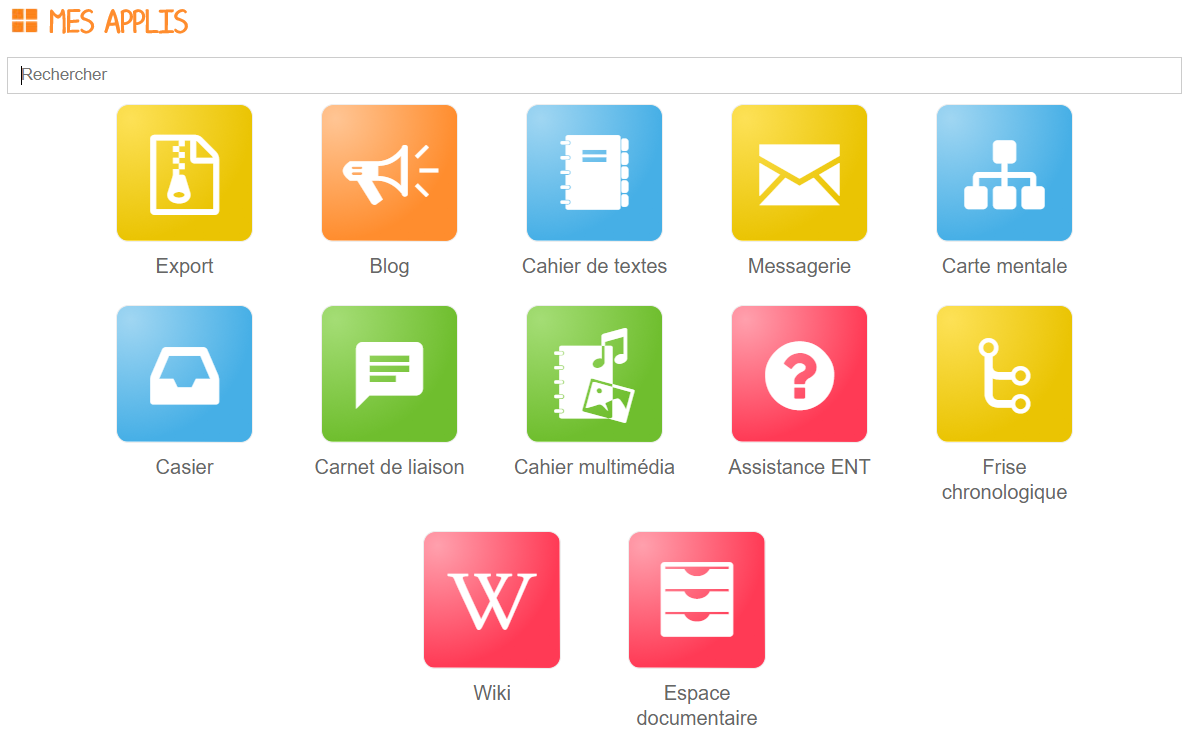 MES APPLIS
Rechercher
Export
Blog
Cahier de textes
Messagerie
Carte mentale
Casier
Carnet de liaison
Cahier multimédia
Assistance ENT
Frise
chronologique
W
Wiki
Espace
documentaire